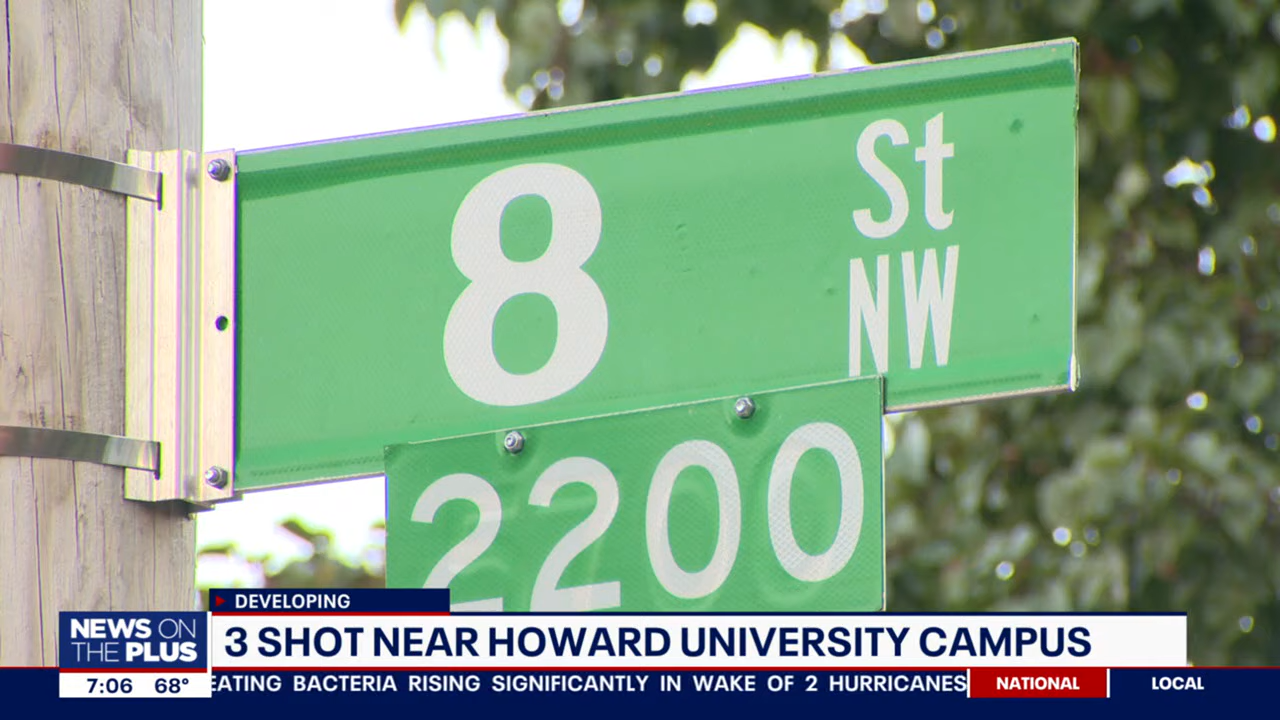 8 St
NW
2200
DEVELOPING
NEWS ON
THE PLUS
3 SHOT NEAR HOWARD UNIVERSITY CAMPUS
7:06 68°
EATING BACTERIA RISING SIGNIFICANTLY IN WAKE OF 2 HURRICANES
NATIONAL
LOCAL